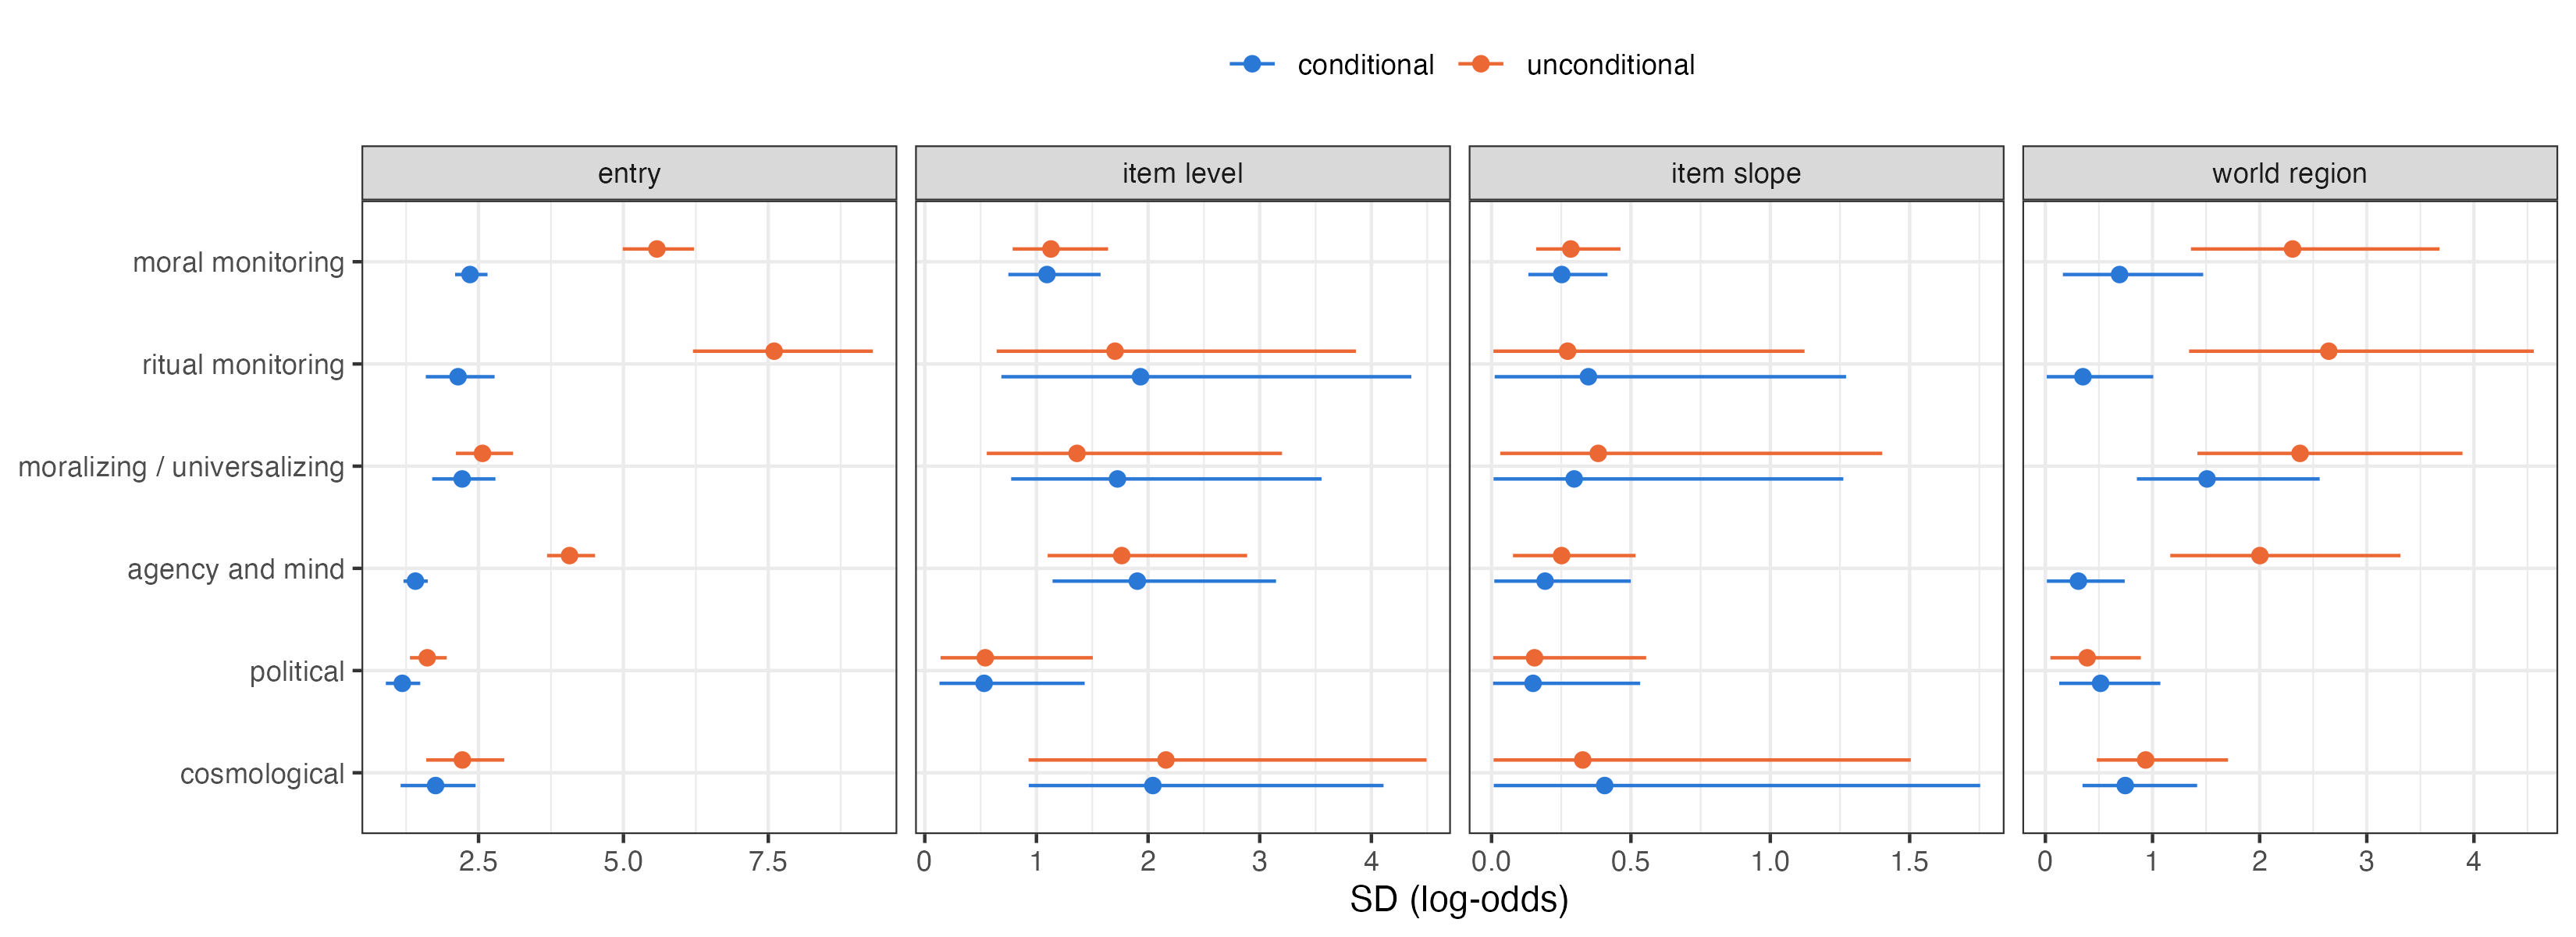 conditional unconditional
entry item level item slope world region
moral monitoring
ritual monitoring
moralizing / universalizing
agency and mind
political
cosmological
2.5 5.0 7.5 0 1 2 3 4 0.0 0.5 1.0 1.5 0 1 2 3 4
SD (log-odds)